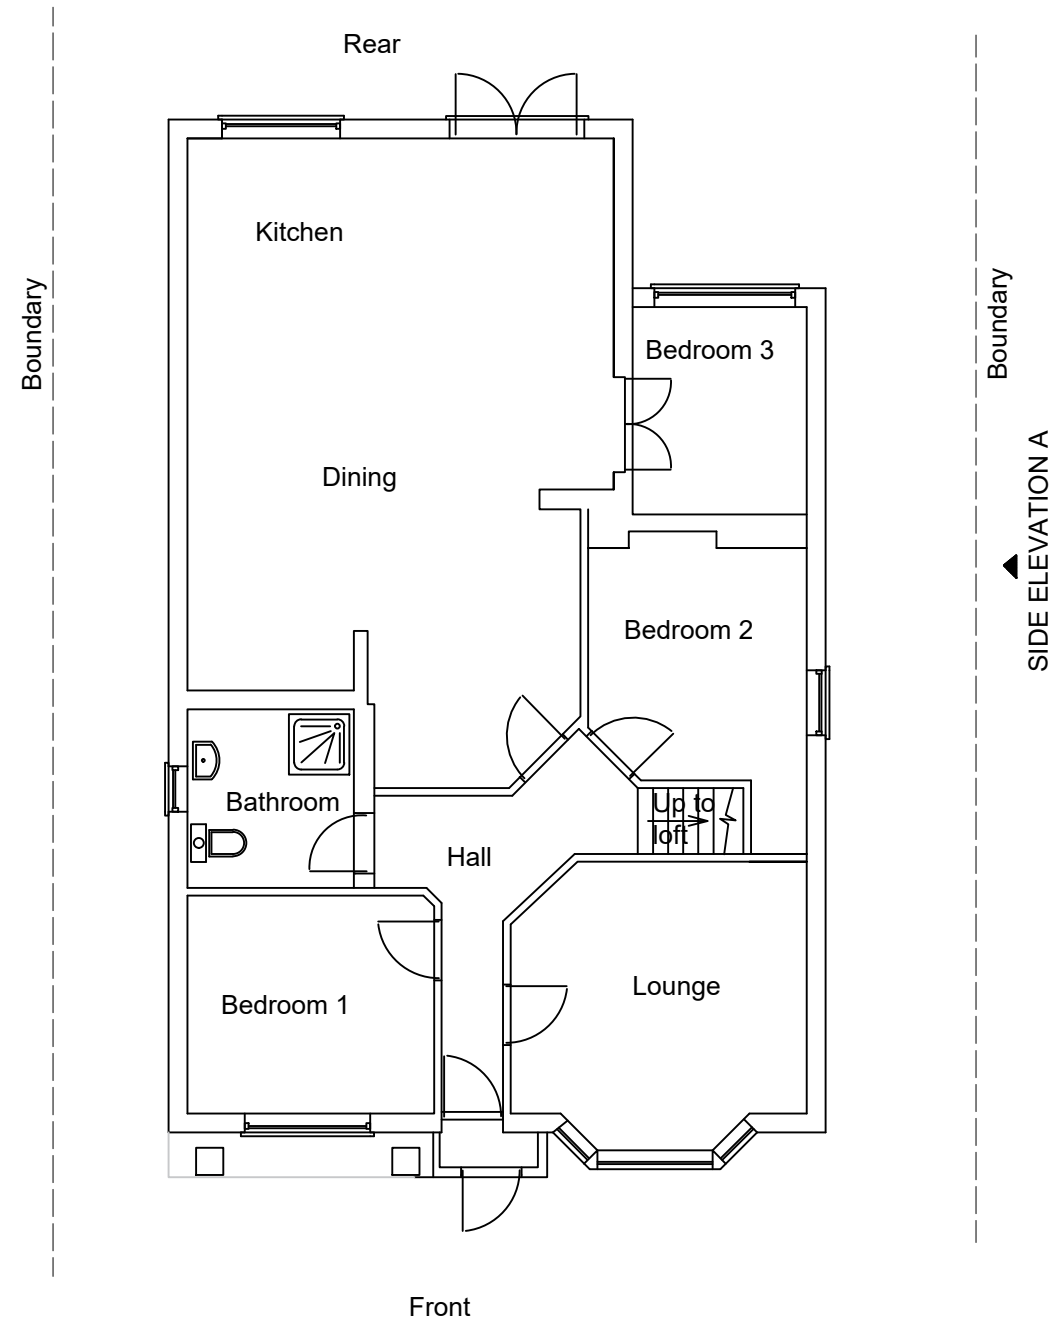 Rear
Kitchen
Boundary
Boundary
Bedroom 3
Dining
SIDE ELEVATION A
Bedroom 2
Bathroom
Up to
loft
Hall
Lounge
Bedroom 1
Front